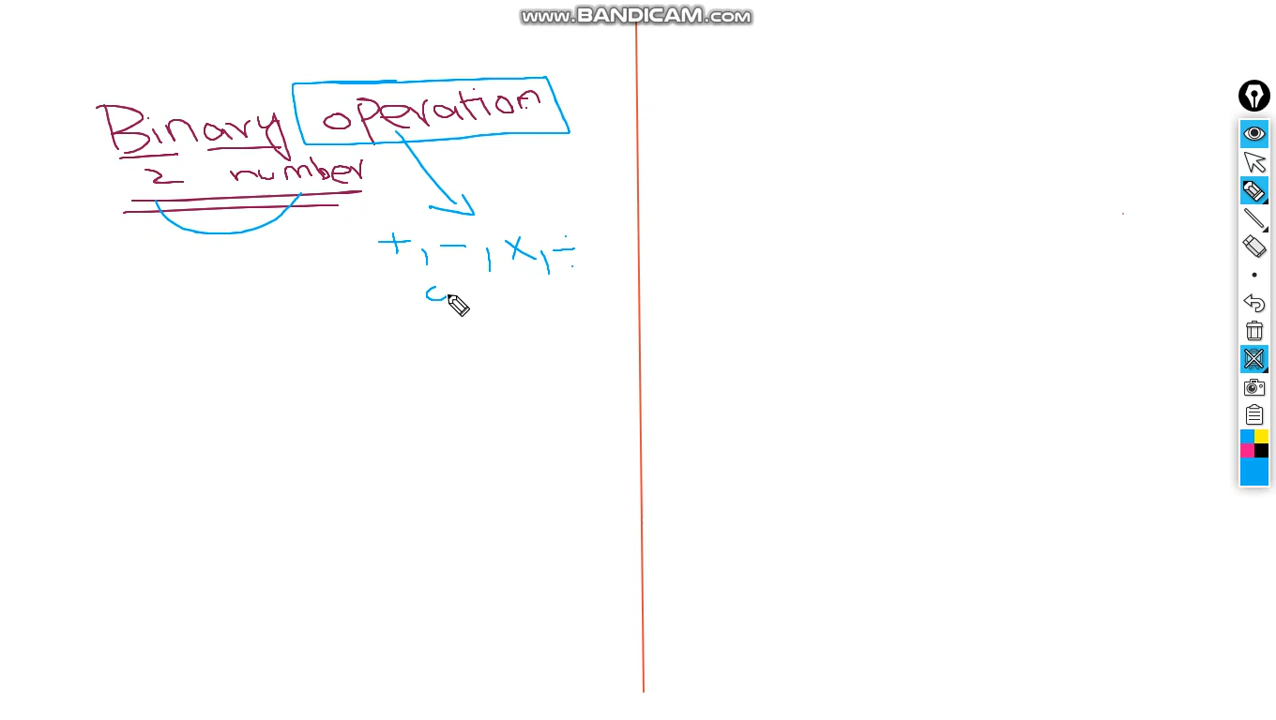 www.BANDICAM.com
Binary operation
2 number
+, -, ×, ÷